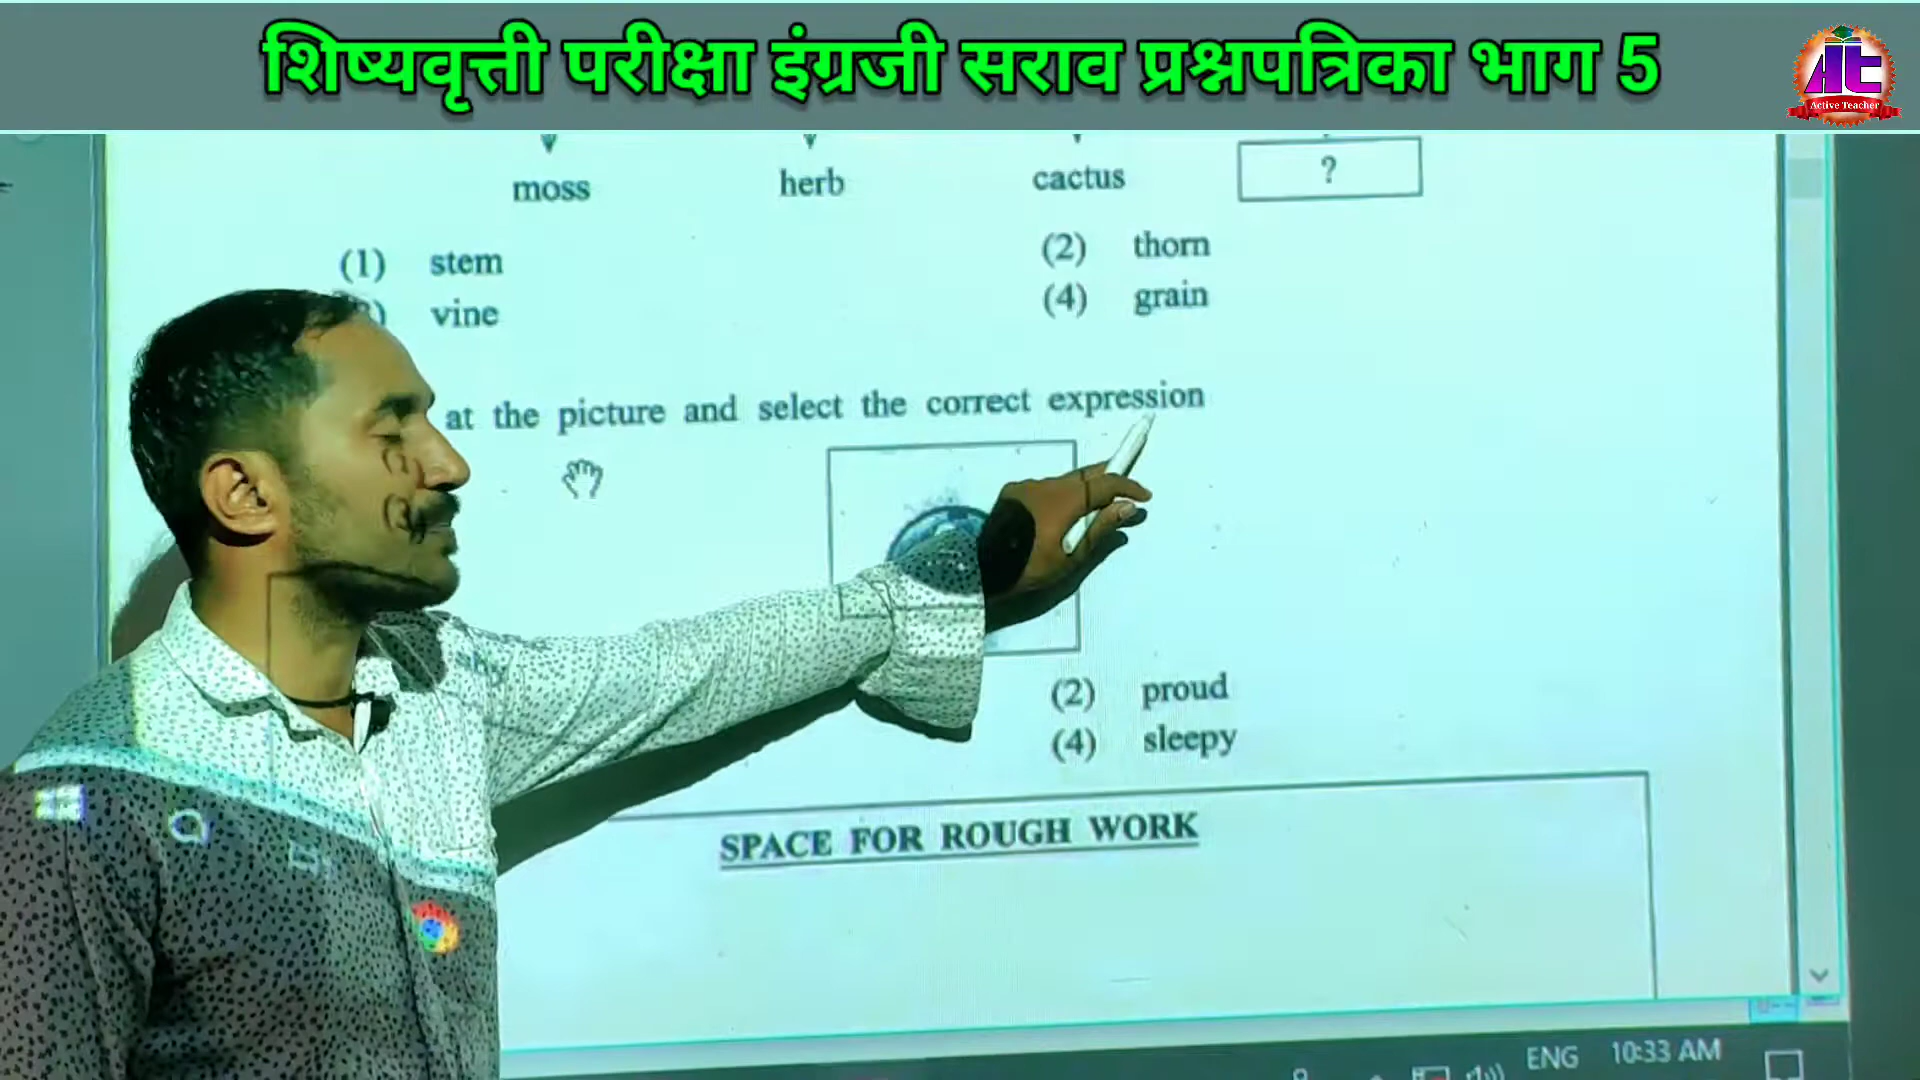 शिष्यवृत्ती परीक्षा इंग्रजी सराव प्रश्नपत्रिका भाग 5
Active Teacher
moss herb cactus ?
(1) stem (2) thorn
) vine (4) grain
at the picture and select the correct expression
(2) proud
(4) sleepy
SPACE FOR ROUGH WORK
ENG 10:33 AM